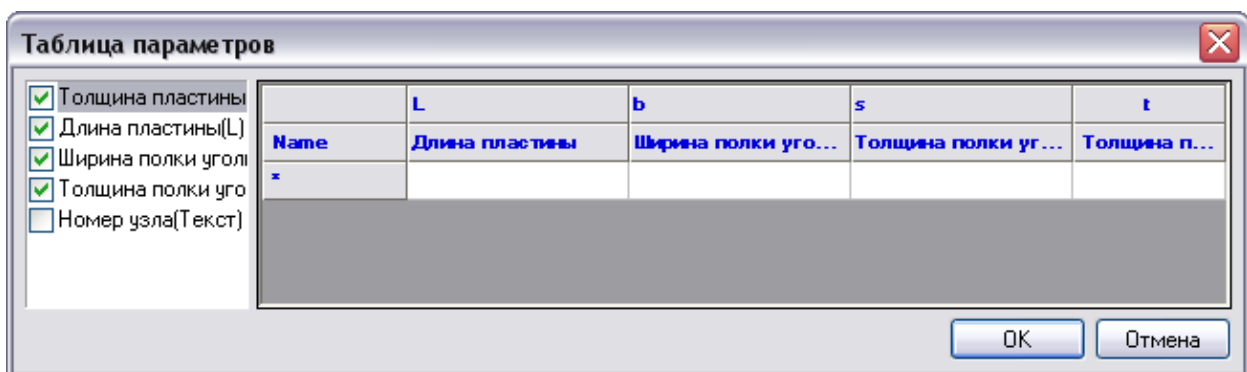 Таблица параметров
Толщина пластины
Длина пластины(L)
Ширина полки угол
Толщина полки уго
Номер узла(Текст)
L b s t
Name Длина пластины Ширина полки уго... Толщина полки уг... Толщина п...
*
OK Отмена